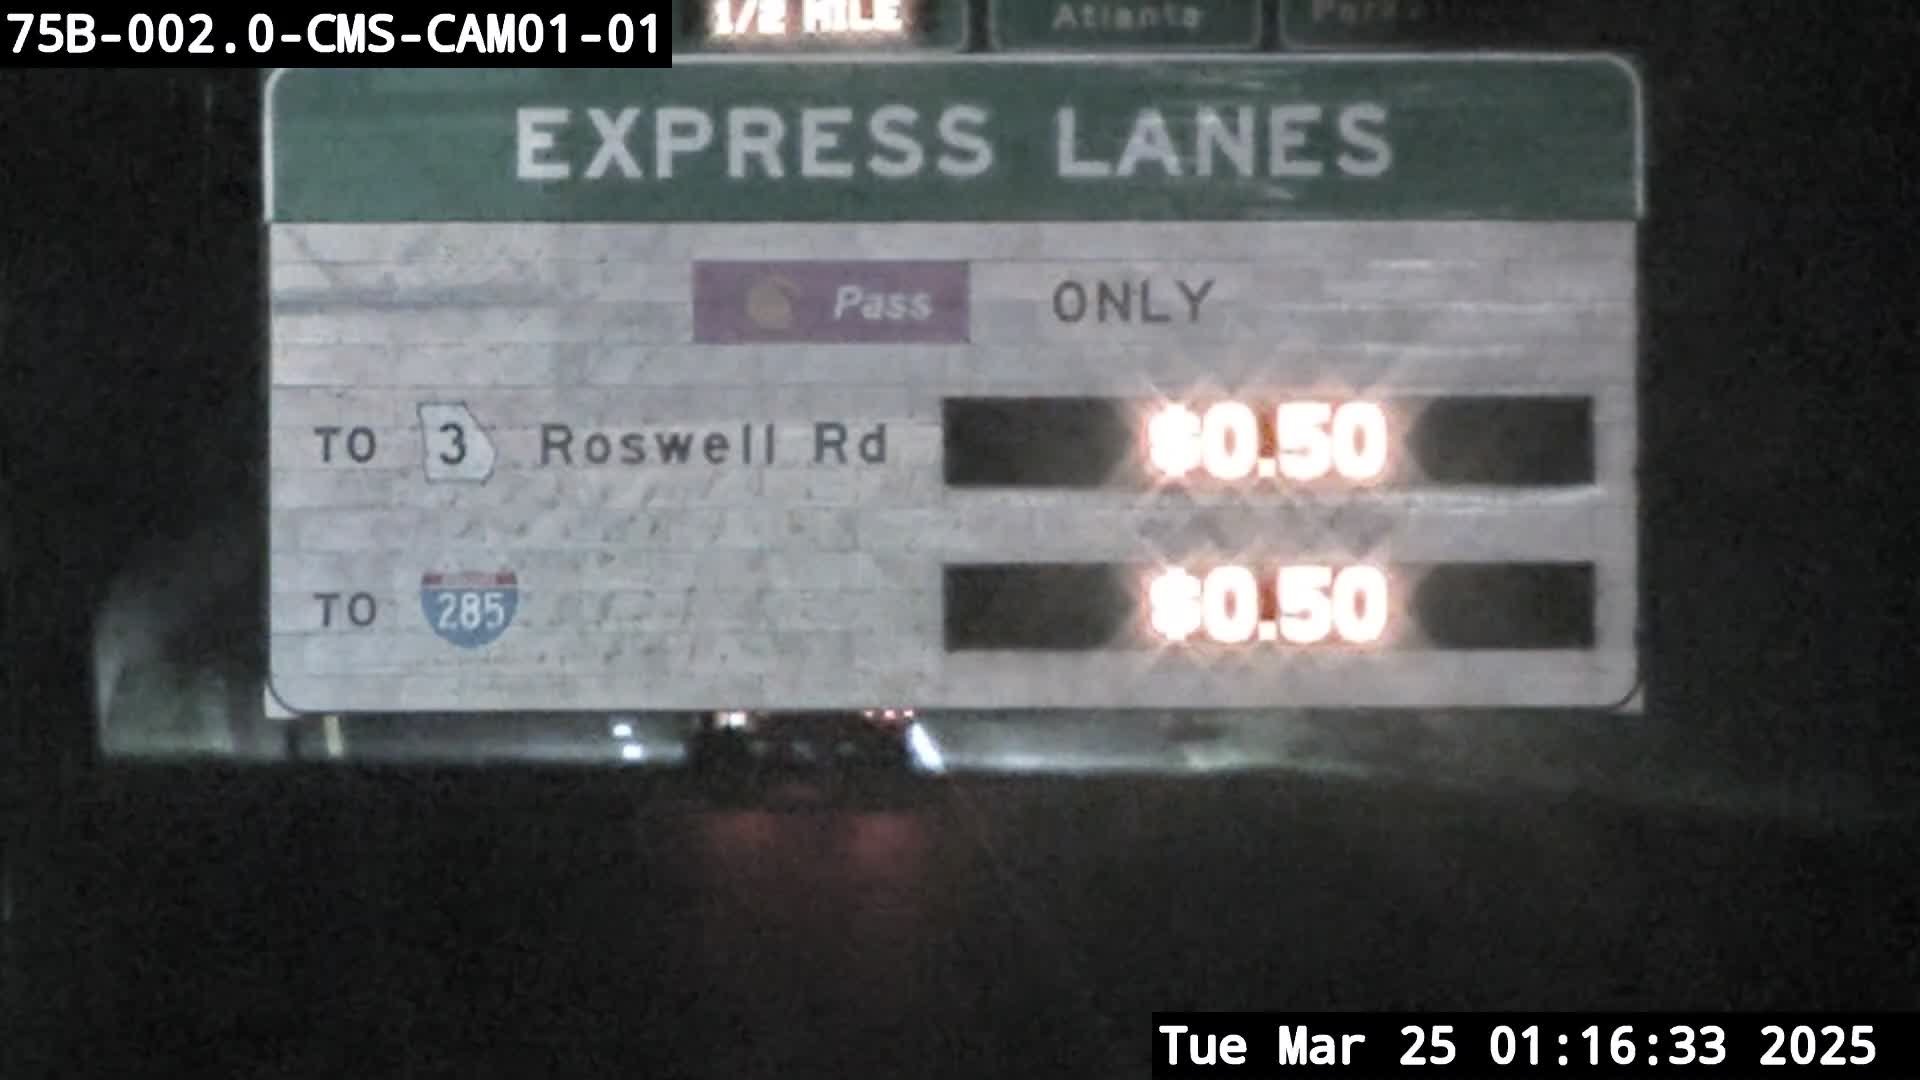 75B-002.0-CMS-CAM01-01
1/2 MILE
Atlanta
EXPRESS LANES
Pass ONLY
TO 3 Roswell Rd $0.50
TO 285 $0.50
Tue Mar 25 01:16:33 2025